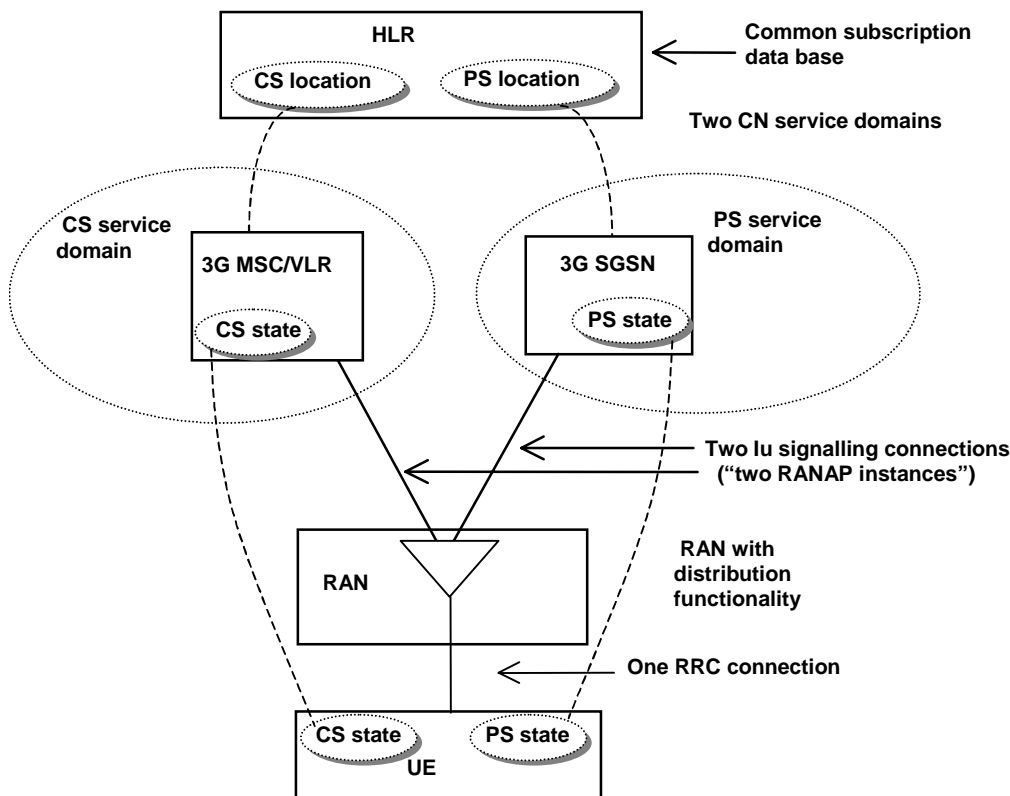 HLR
Common subscription
data base
CS location
PS location
Two CN service domains
CS service
domain
PS service
domain
3G MSC/VLR
3G SGSN
CS state
PS state
Two Iu signalling connections
(“two RANAP instances”)
RAN
RAN with
distribution
functionality
One RRC connection
CS state
PS state
UE